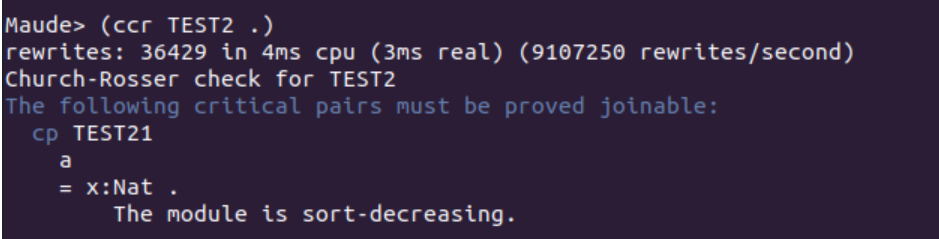 Maude> (ccr TEST2 .)
rewrites: 36429 in 4ms cpu (3ms real) (9107250 rewrites/second)
Church-Rosser check for TEST2
The following critical pairs must be proved joinable:
cp TEST21
a
= x:Nat .
The module is sort-decreasing.